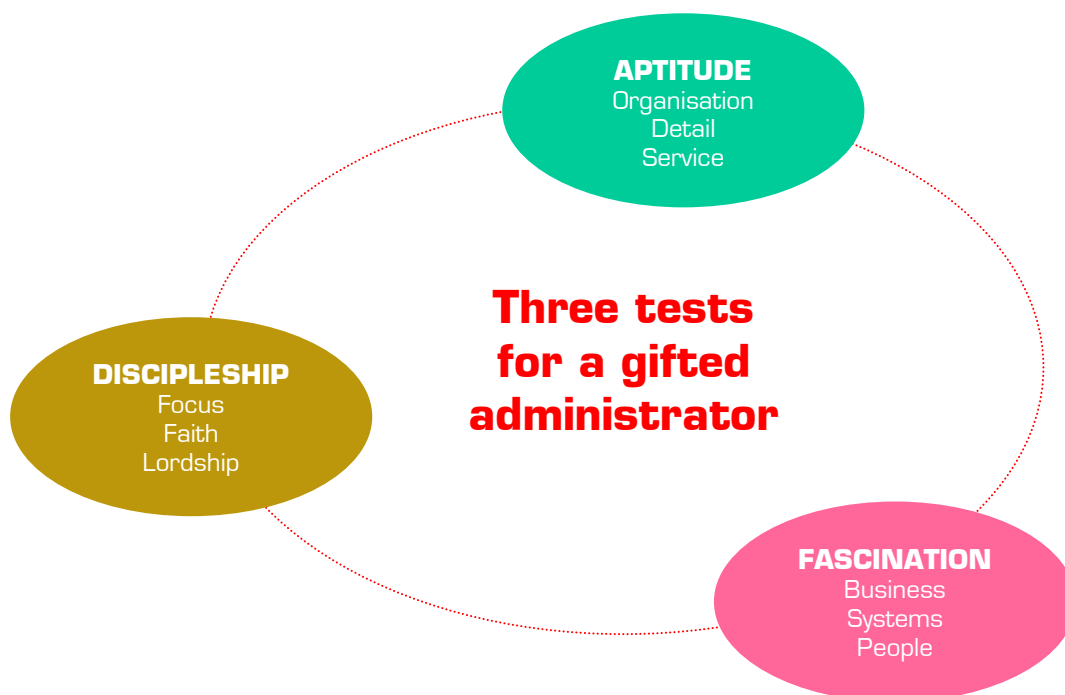 APTITUDE
Organisation
Detail
Service
Three tests
for a gifted
administrator
DISCIPLESHIP
Focus
Faith
Lordship
FASCINATION
Business
Systems
People